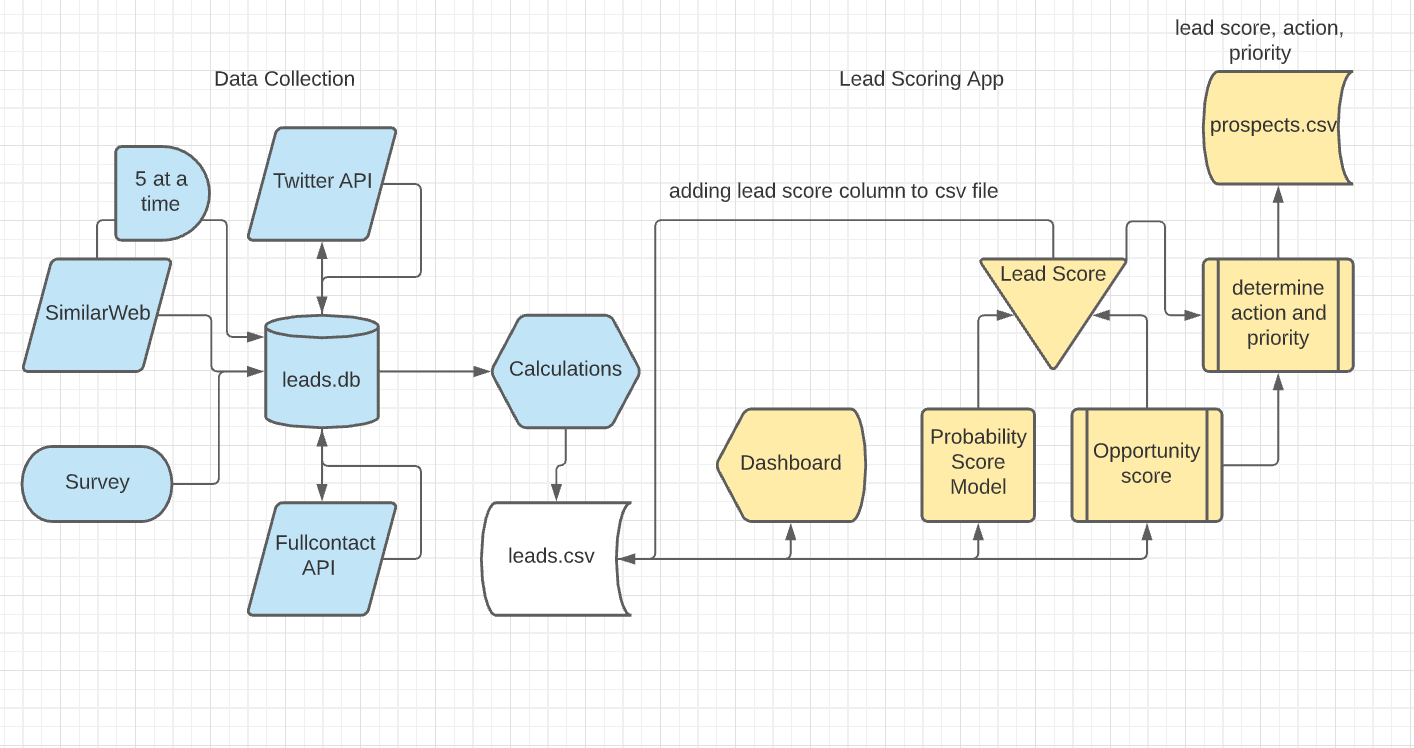 lead score, action,
priority
Data Collection
Lead Scoring App
prospects.csv
5 at a
time
Twitter API
adding lead score column to csv file
SimilarWeb
Lead Score
determine
action and
priority
leads.db
Calculations
Dashboard
Probability
Score
Model
Opportunity
score
Survey
Fullcontact
API
leads.csv